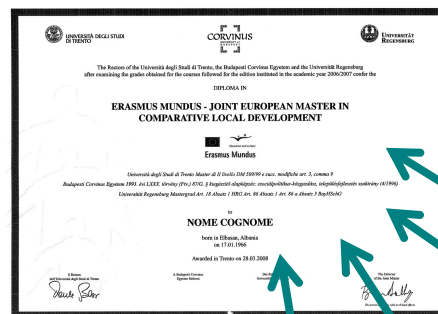 UNIVERSITÀ DEGLI STUDI
DI TRENTO
CORVINUS
UNIVERSITÄT
REGENSBURG
The Rectors of the Università degli Studi di Trento, the Budapesti Corvinus Egyetem and the Universität Regensburg
after examining the grades obtained for the courses followed for the edition instituted in the academic year 2006/2007 confer the
DIPLOMA IN
ERASMUS MUNDUS - JOINT EUROPEAN MASTER IN
COMPARATIVE LOCAL DEVELOPMENT
Erasmus Mundus
Università degli Studi di Trento Master di II livello DM 509/99 e succ. modifiche art. 3, comma 9
Budapesti Corvinus Egyetem 1993. évi LXXX. törvény (Ftv.) 87/G. § kiegészítő alapképzés: szociálpolitikus-közgazdász, településfejlesztés szakirány (4/1996)
Universität Regensburg Mastergrad Art. 18 Absatz 1 HRG Art. 86 Absatz 1 Art. 86 a Absatz 3 BayHSchG
to
NOME COGNOME
born in Elbasan, Albania
on 17.01.1966
Awarded in Trento on 28.03.2008
Il Rettore
dell'Università degli Studi di Trento
A Budapesti Corvinus
Egyetem Rektora
Der
The Director
of the Joint Master